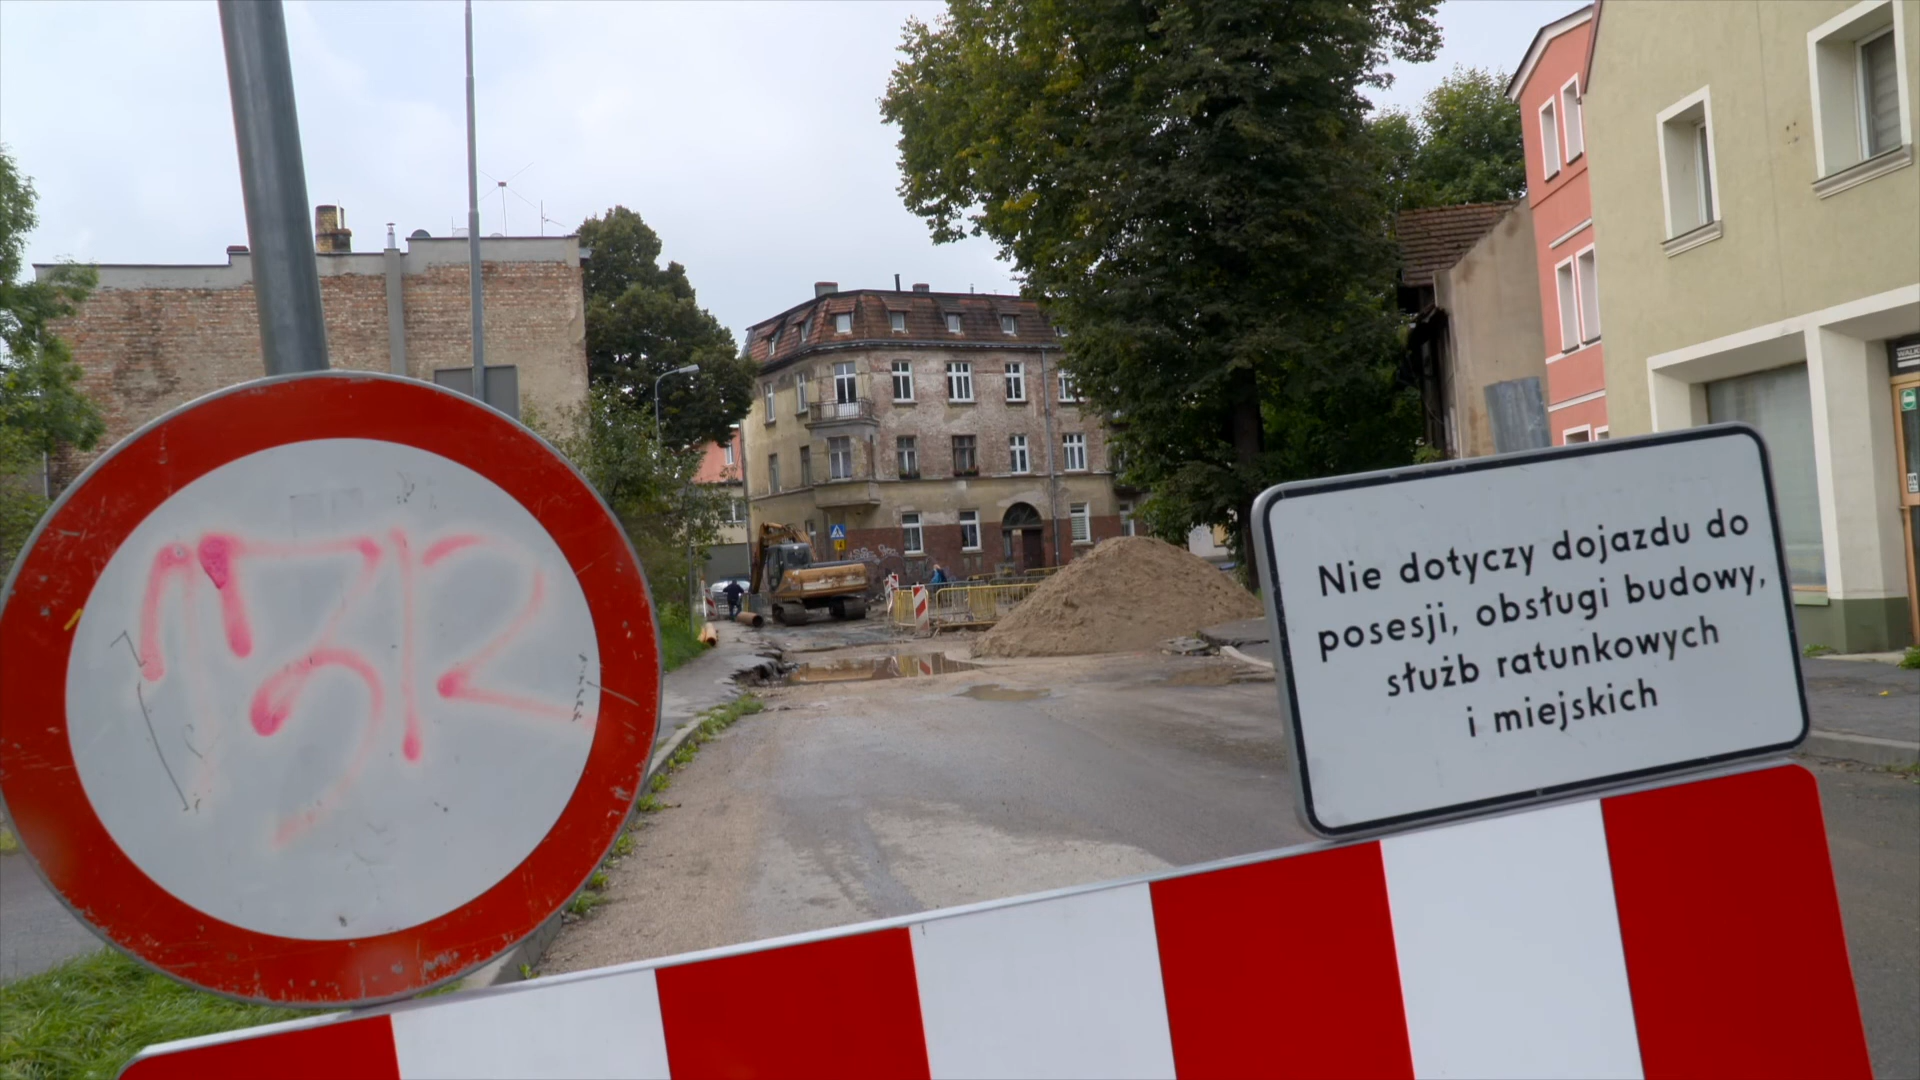 Nie dotyczy dojazdu do
posesji, obsługi budowy,
służb ratunkowych
i miejskich